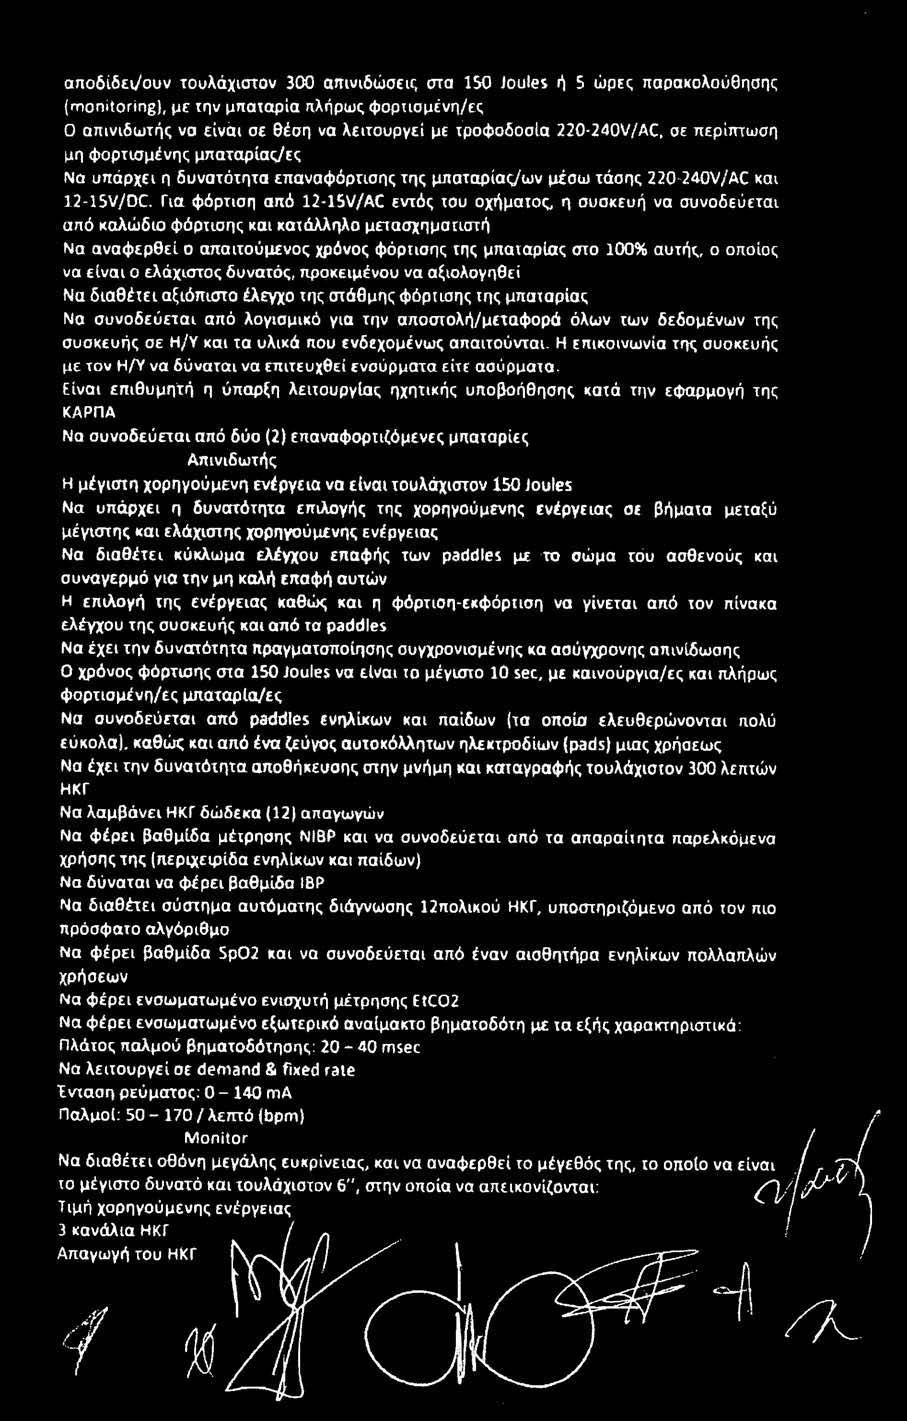 αποδίδει/ουν τουλάχιστον 300 απινιδώσεις στα 150 Joules ή 5 ώρες παρακολούθησης
(monitoring), με την μπαταρία πλήρως φορτισμένη/ες
Ο απινιδωτής να είναι σε θέση να λειτουργεί με τροφοδοσία 220-240V/AC, σε περίπτωση
μη φορτισμένης μπαταρίας/ες
Να υπάρχει η δυνατότητα επαναφόρτισης της μπαταρίας/ων μέσω τάσης 220-240V/AC και
12-15V/DC. Για φόρτιση από 12-15V/AC εντός του οχήματος, η συσκευή να συνοδεύεται
από καλώδιο φόρτισης και κατάλληλο μετασχηματιστή
Να αναφερθεί ο απαιτούμενος χρόνος φόρτισης της μπαταρίας στο 100% αυτής, ο οποίος
να είναι ο ελάχιστος δυνατός, προκειμένου να αξιολογηθεί
Να διαθέτει αξιόπιστο έλεγχο της στάθμης φόρτισης της μπαταρίας
Να συνοδεύεται από λογισμικό για την αποστολή/μεταφορά όλων των δεδομένων της
συσκευής σε Η/Υ και τα υλικά που ενδεχομένως απαιτούνται. Η επικοινωνία της συσκευής
με τον Η/Υ να δύναται να επιτευχθεί ενσύρματα είτε ασύρματα.
Είναι επιθυμητή η ύπαρξη λειτουργίας ηχητικής υποβοήθησης κατά την εφαρμογή της
ΚΑΡΠΑ
Να συνοδεύεται από δύο (2) επαναφορτιζόμενες μπαταρίες
Απινιδωτής
Η μέγιστη χορηγούμενη ενέργεια να είναι τουλάχιστον 150 Joules
Να υπάρχει η δυνατότητα επιλογής της χορηγούμενης ενέργειας σε βήματα μεταξύ
μέγιστης και ελάχιστης χορηγούμενης ενέργειας
Να διαθέτει κύκλωμα ελέγχου επαφής των paddles με το σώμα του ασθενούς και
συναγερμό για την μη καλή επαφή αυτών
Η επιλογή της ενέργειας καθώς και η φόρτιση-εκφόρτιση να γίνεται από τον πίνακα
ελέγχου της συσκευής και από τα paddles
Να έχει την δυνατότητα πραγματοποίησης συγχρονισμένης κα ασύγχρονης απινίδωσης
Ο χρόνος φόρτισης στα 150 Joules να είναι το μέγιστο 10 sec, με καινούργια/ες και πλήρως
φορτισμένη/ες μπαταρία/ες
Να συνοδεύεται από paddles ενηλίκων και παίδων (τα οποία ελευθερώνονται πολύ
εύκολα), καθώς και από ένα ζεύγος αυτοκόλλητων ηλεκτροδίων (pads) μιας χρήσεως
Να έχει την δυνατότητα αποθήκευσης στην μνήμη και καταγραφής τουλάχιστον 300 λεπτών
ΗΚΓ
Να λαμβάνει ΗΚΓ δώδεκα (12) απαγωγών
Να φέρει βαθμίδα μέτρησης NIBP και να συνοδεύεται από τα απαραίτητα παρελκόμενα
χρήσης της (περιχειρίδα ενηλίκων και παίδων)
Να δύναται να φέρει βαθμίδα IBP
Να διαθέτει σύστημα αυτόματης διάγνωσης 12πολικού ΗΚΓ, υποστηριζόμενο από τον πιο
πρόσφατο αλγόριθμο
Να φέρει βαθμίδα SpO2 και να συνοδεύεται από έναν αισθητήρα ενηλίκων πολλαπλών
χρήσεων
Να φέρει ενσωματωμένο ενισχυτή μέτρησης EtCO2
Να φέρει ενσωματωμένο εξωτερικό αναίμακτο βηματοδότη με τα εξής χαρακτηριστικά:
Πλάτος παλμού βηματοδότησης: 20 – 40 msec
Να λειτουργεί σε demand & fixed rate
Ένταση ρεύματος: 0 – 140 mA
Παλμοί: 50 – 170 / λεπτό (bpm)
Monitor
Να διαθέτει οθόνη μεγάλης ευκρίνειας, και να αναφερθεί το μέγεθός της, το οποίο να είναι
το μέγιστο δυνατό και τουλάχιστον 6'', στην οποία να απεικονίζονται:
Τιμή χορηγούμενης ενέργειας
3 κανάλια ΗΚΓ
Απαγωγή του ΗΚΓ